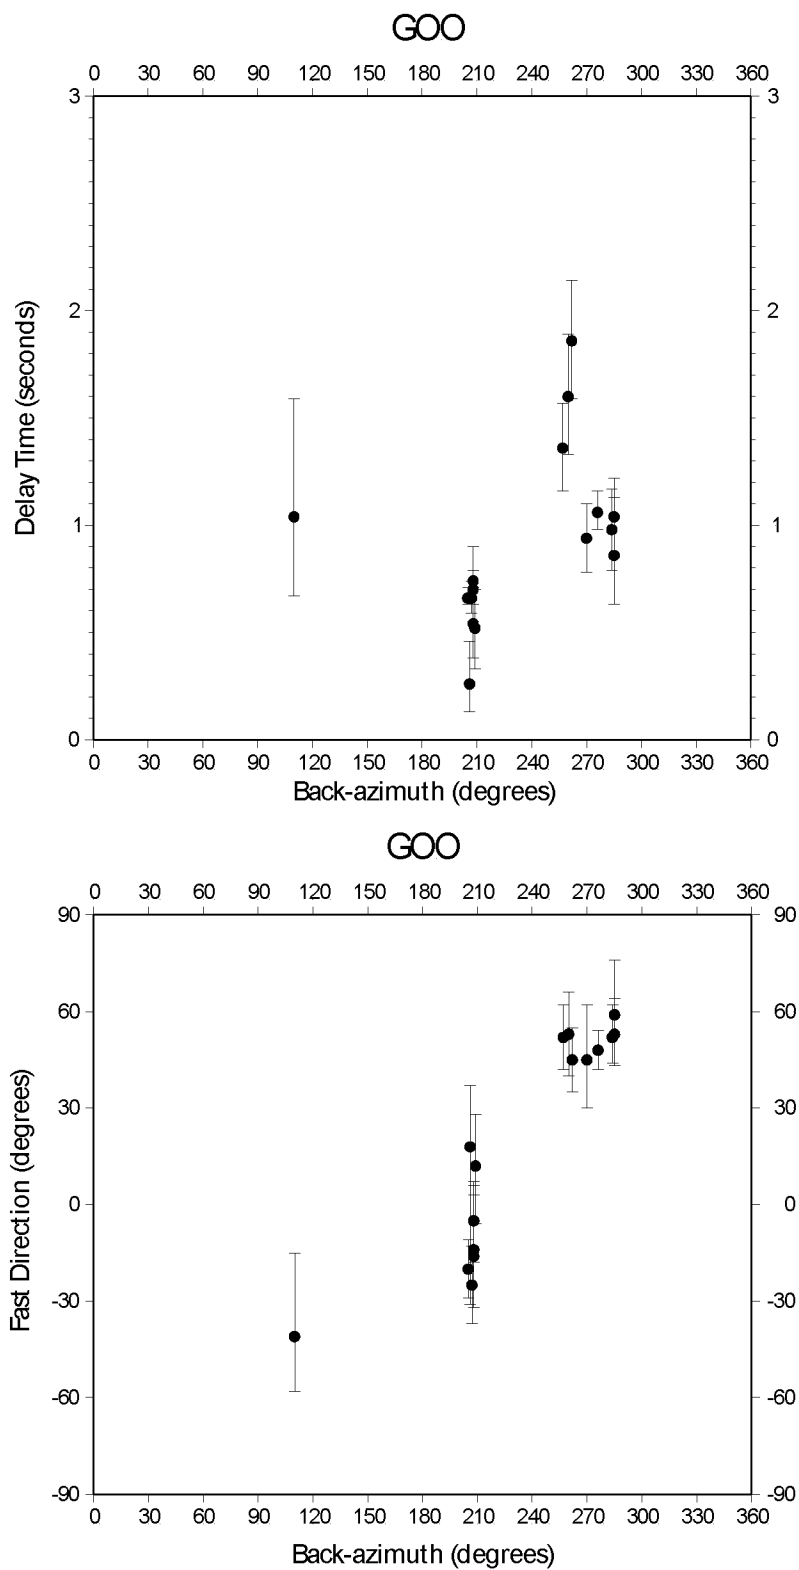 GOO
0 30 60 90 120 150 180 210 240 270 300 330 360
3 3
2 2
Delay Time (seconds)
1 1
0 0
0 30 60 90 120 150 180 210 240 270 300 330 360
Back-azimuth (degrees)
GOO
0 30 60 90 120 150 180 210 240 270 300 330 360
90 90
60 60
30 30
Fast Direction (degrees)
0 0
-30 -30
-60 -60
-90 -90
0 30 60 90 120 150 180 210 240 270 300 330 360
Back-azimuth (degrees)